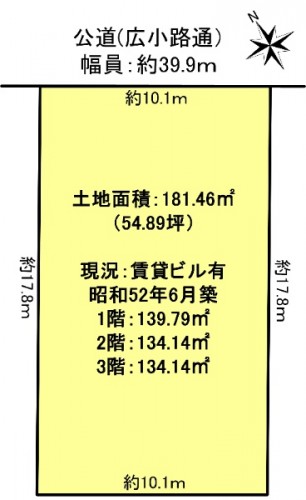 公道(広小路通)
幅員：約39.9m
N
約10.1m
土地面積：181.46㎡
(54.89坪)
約17.8m
現況：賃貸ビル有
昭和52年6月築
1階：139.79㎡
2階：134.14㎡
3階：134.14㎡
約17.8m
約10.1m